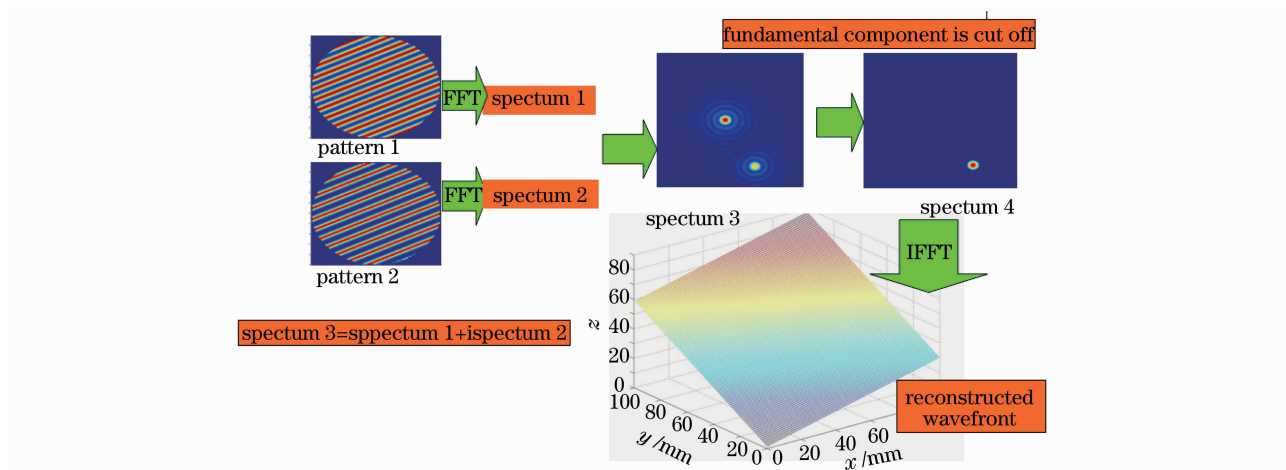 fundamental component is cut off
FFT
spectum 1
pattern 1
FFT
spectum 2
pattern 2
spectum 3
spectum 4
IFFT
spectum 3=sppectum 1+ispectum 2
z
80
60
40
20
0
100
80
60
40
20
0
y /mm
0
20
40
60
x /mm
reconstructed
wavefront